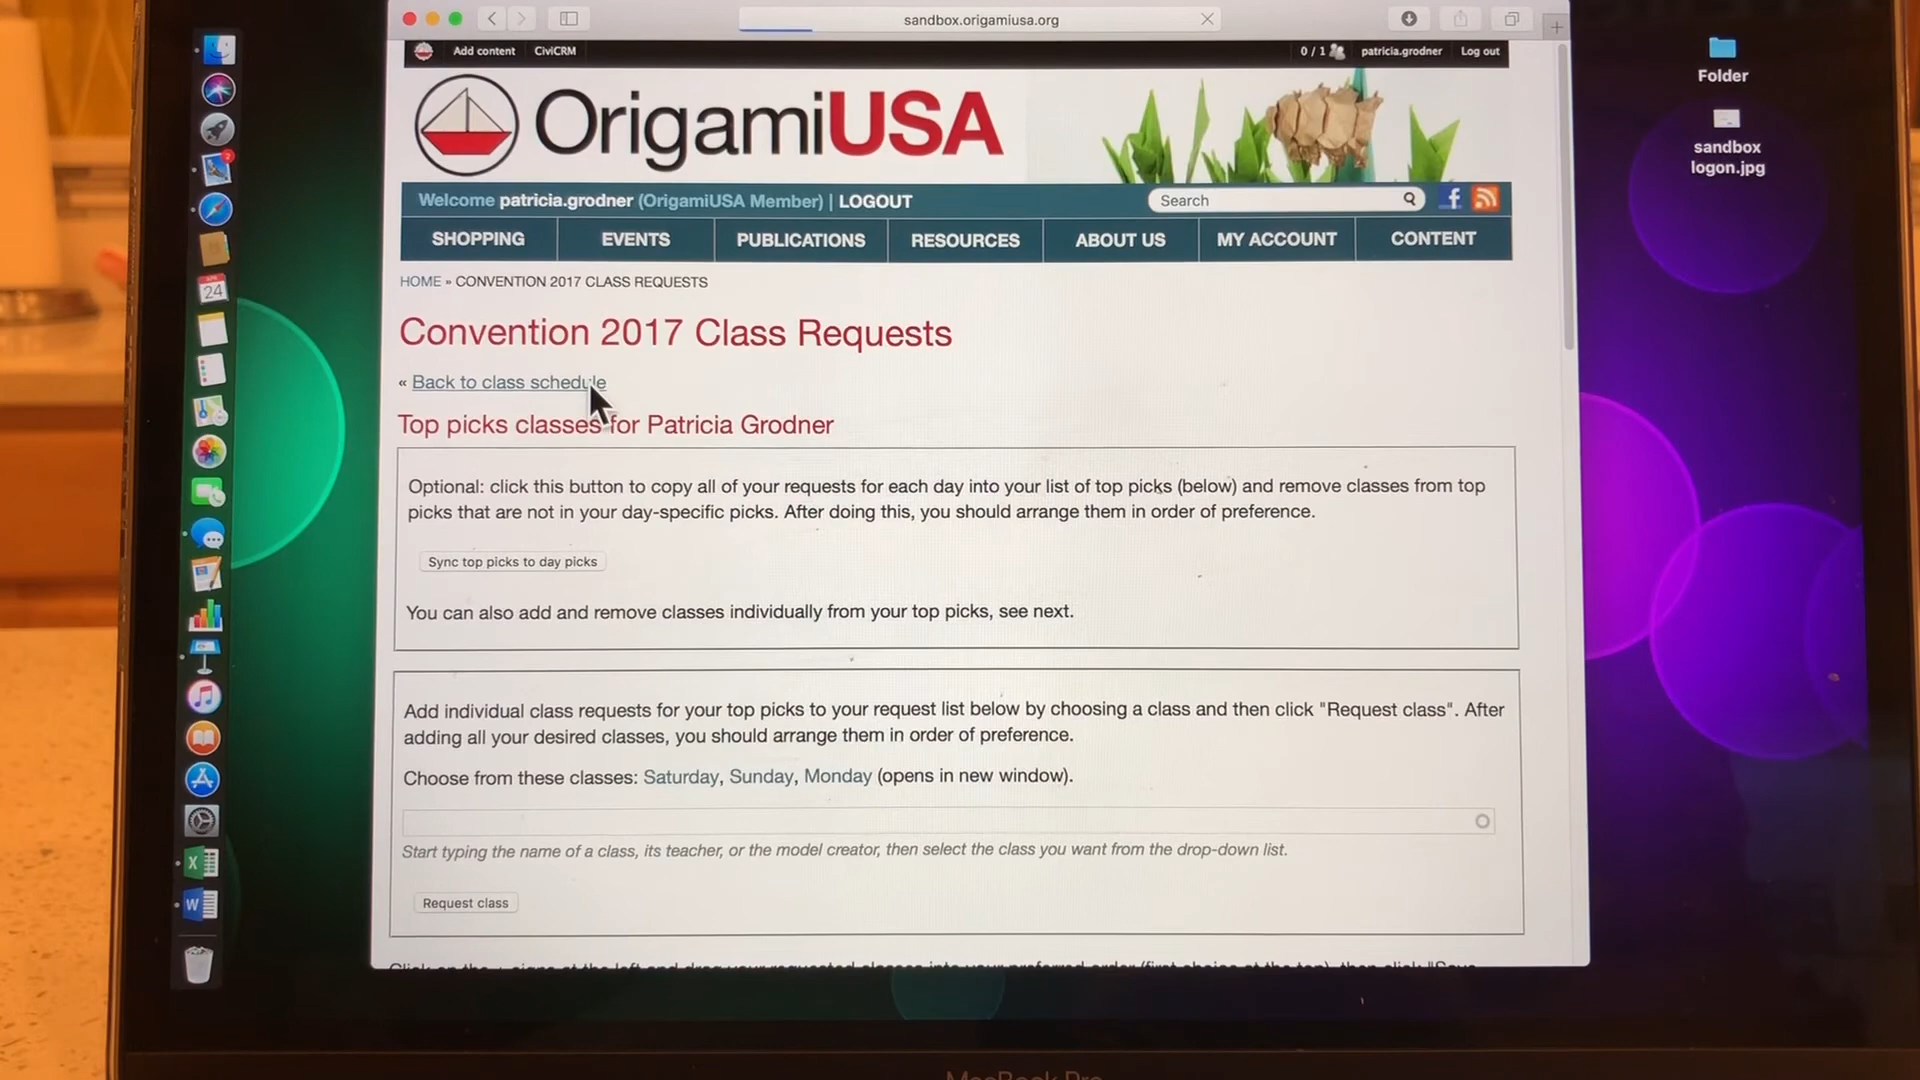 sandbox.origamiusa.org
Add content CiviCRM 0 / 1 patricia.grodner Log out
OrigamiUSA
Welcome patricia.grodner (OrigamiUSA Member) | LOGOUT Search
SHOPPING EVENTS PUBLICATIONS RESOURCES ABOUT US MY ACCOUNT CONTENT
HOME » CONVENTION 2017 CLASS REQUESTS
Convention 2017 Class Requests
« Back to class schedule
Top picks classes for Patricia Grodner
Optional: click this button to copy all of your requests for each day into your list of top picks (below) and remove classes from top
picks that are not in your day-specific picks. After doing this, you should arrange them in order of preference.
Sync top picks to day picks
You can also add and remove classes individually from your top picks, see next.
Add individual class requests for your top picks to your request list below by choosing a class and then click "Request class". After
adding all your desired classes, you should arrange them in order of preference.
Choose from these classes: Saturday, Sunday, Monday (opens in new window).
Start typing the name of a class, its teacher, or the model creator, then select the class you want from the drop-down list.
Request class
Folder
sandbox
logon.jpg
24
2
X
W
f